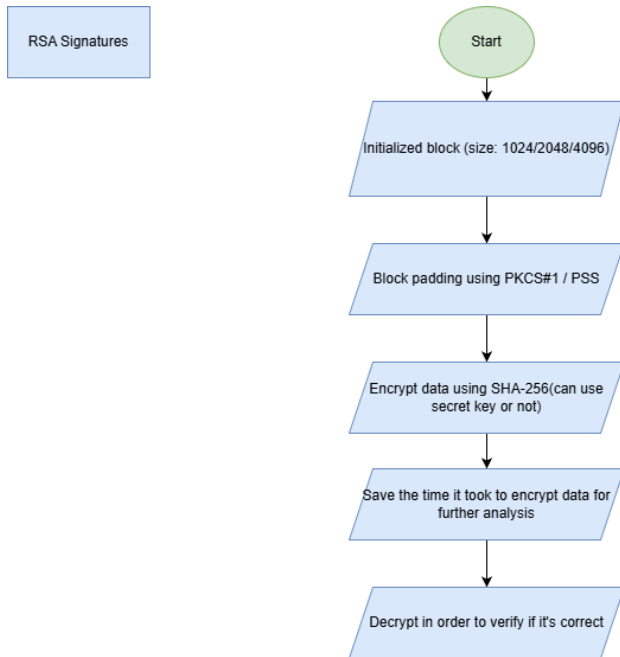 RSA Signatures
Start
Initialized block (size: 1024/2048/4096)
Block padding using PKCS#1 / PSS
Encrypt data using SHA-256(can use
secret key or not)
Save the time it took to encrypt data for
further analysis
Decrypt in order to verify if it's correct